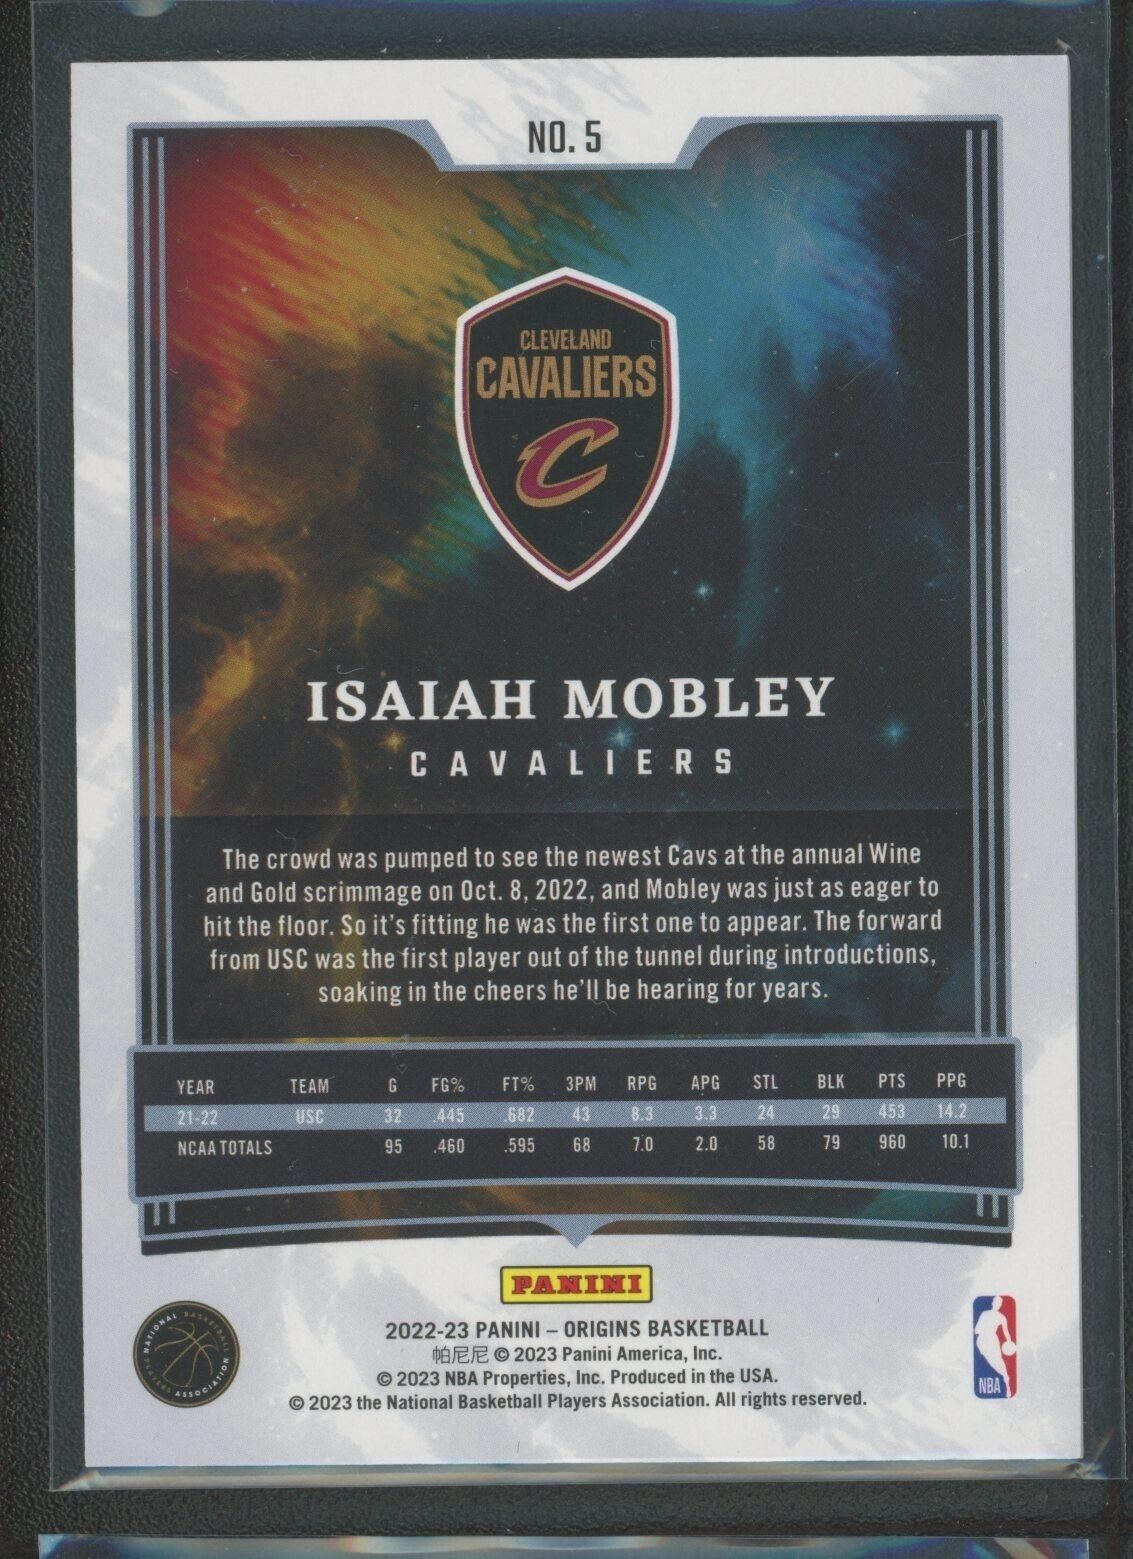 NO. 5
CLEVELAND
CAVALIERS
C
ISAIAH MOBLEY
CAVALIERS
The crowd was pumped to see the newest Cavs at the annual Wine
and Gold scrimmage on Oct. 8, 2022, and Mobley was just as eager to
hit the floor. So it's fitting he was the first one to appear. The forward
from USC was the first player out of the tunnel during introductions,
soaking in the cheers he'll be hearing for years.
YEAR TEAM G FG% FT% 3PM RPG APG STL BLK PTS PPG
21-22 USC 32 .445 .682 43 8.3 3.3 24 29 453 14.2
NCAA TOTALS 95 .460 .595 68 7.0 2.0 58 79 960 10.1
PANINI
NATIONAL BASKETBALL
PLAYERS ASSOCIATION
NBA
2022-23 PANINI – ORIGINS BASKETBALL
帕尼尼 © 2023 Panini America, Inc.
© 2023 NBA Properties, Inc. Produced in the USA.
© 2023 the National Basketball Players Association. All rights reserved.